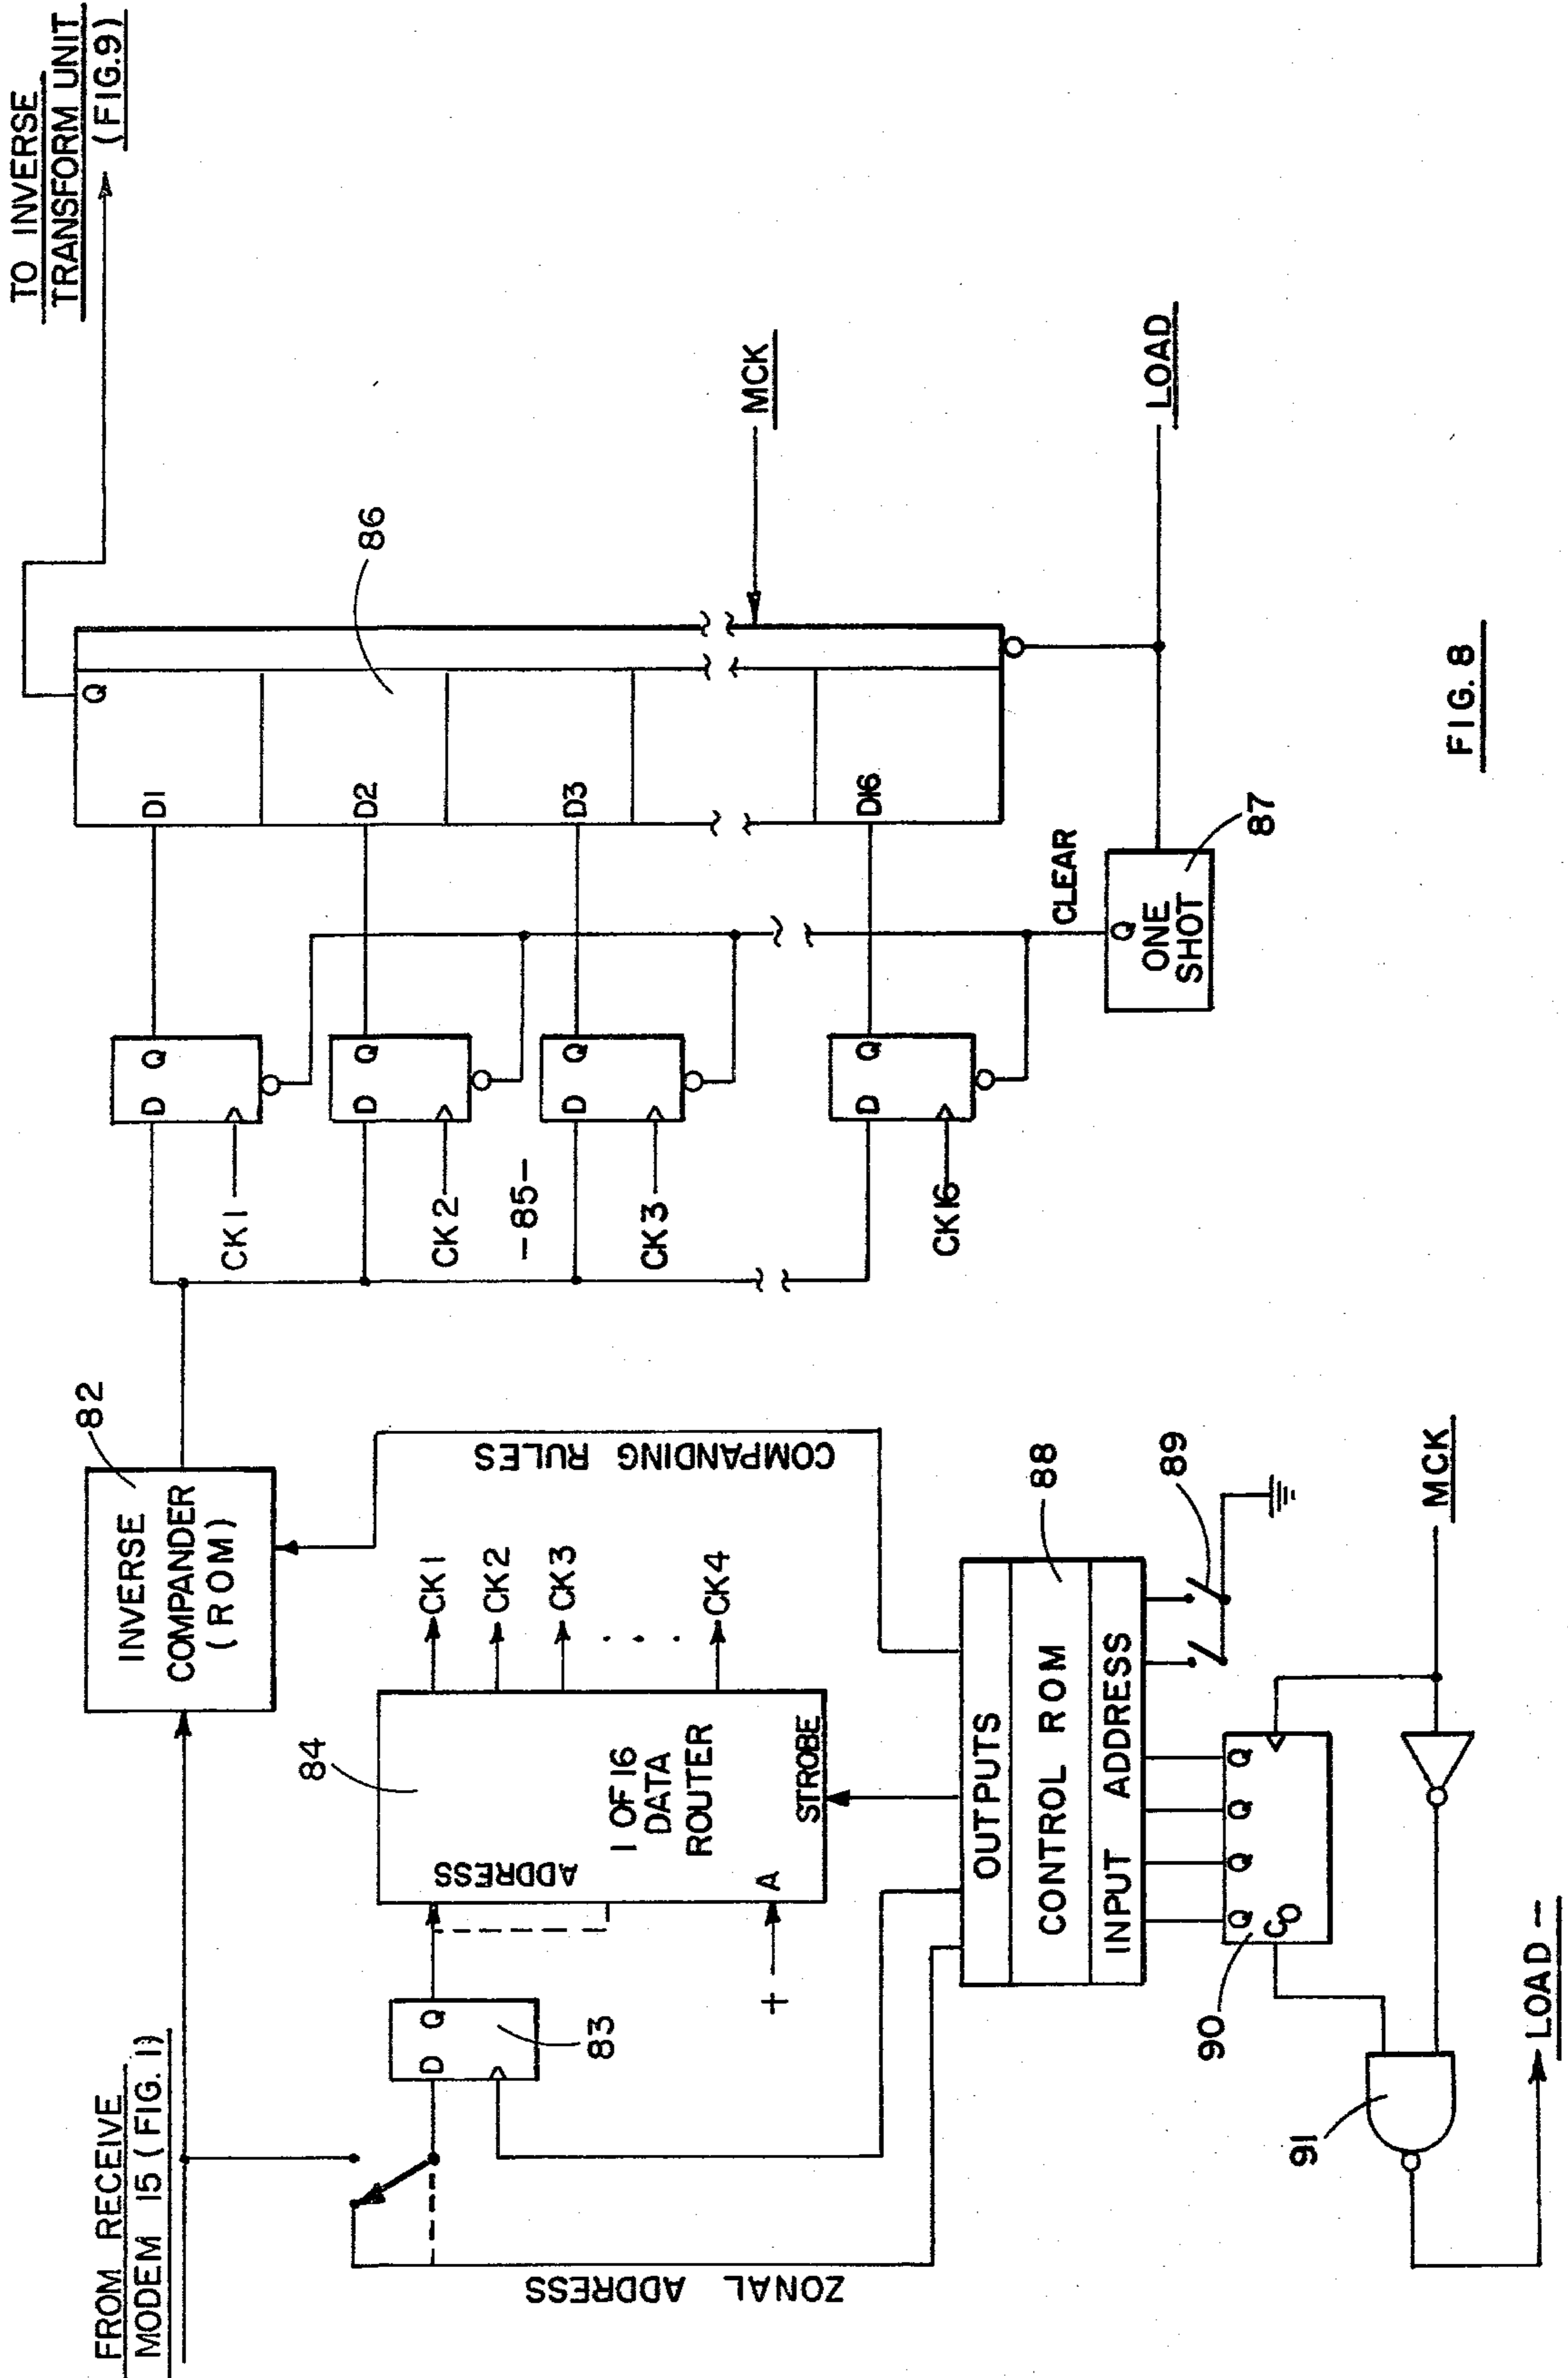 FROM RECEIVE
MODEM 15 (FIG. 1)
82
INVERSE
COMPANDER
(ROM)
TO INVERSE
TRANSFORM UNIT
(FIG. 9)
ZONAL ADDRESS
D Q
83
84
ADDRESS
1 OF 16
DATA
ROUTER
A
+
STROBE
CK1
CK2
CK3
. . .
CK4
COMPANDING RULES
D Q
CK1
D Q
CK2
-85-
D Q
CK3
D Q
CK16
Q
D1
D2
D3
D16
86
MCK
CLEAR
Q
ONE
SHOT
87
LOAD
OUTPUTS
CONTROL ROM
88
INPUT ADDRESS
89
90
Q Q Q Q
CO
MCK
91
LOAD -
FIG. 8